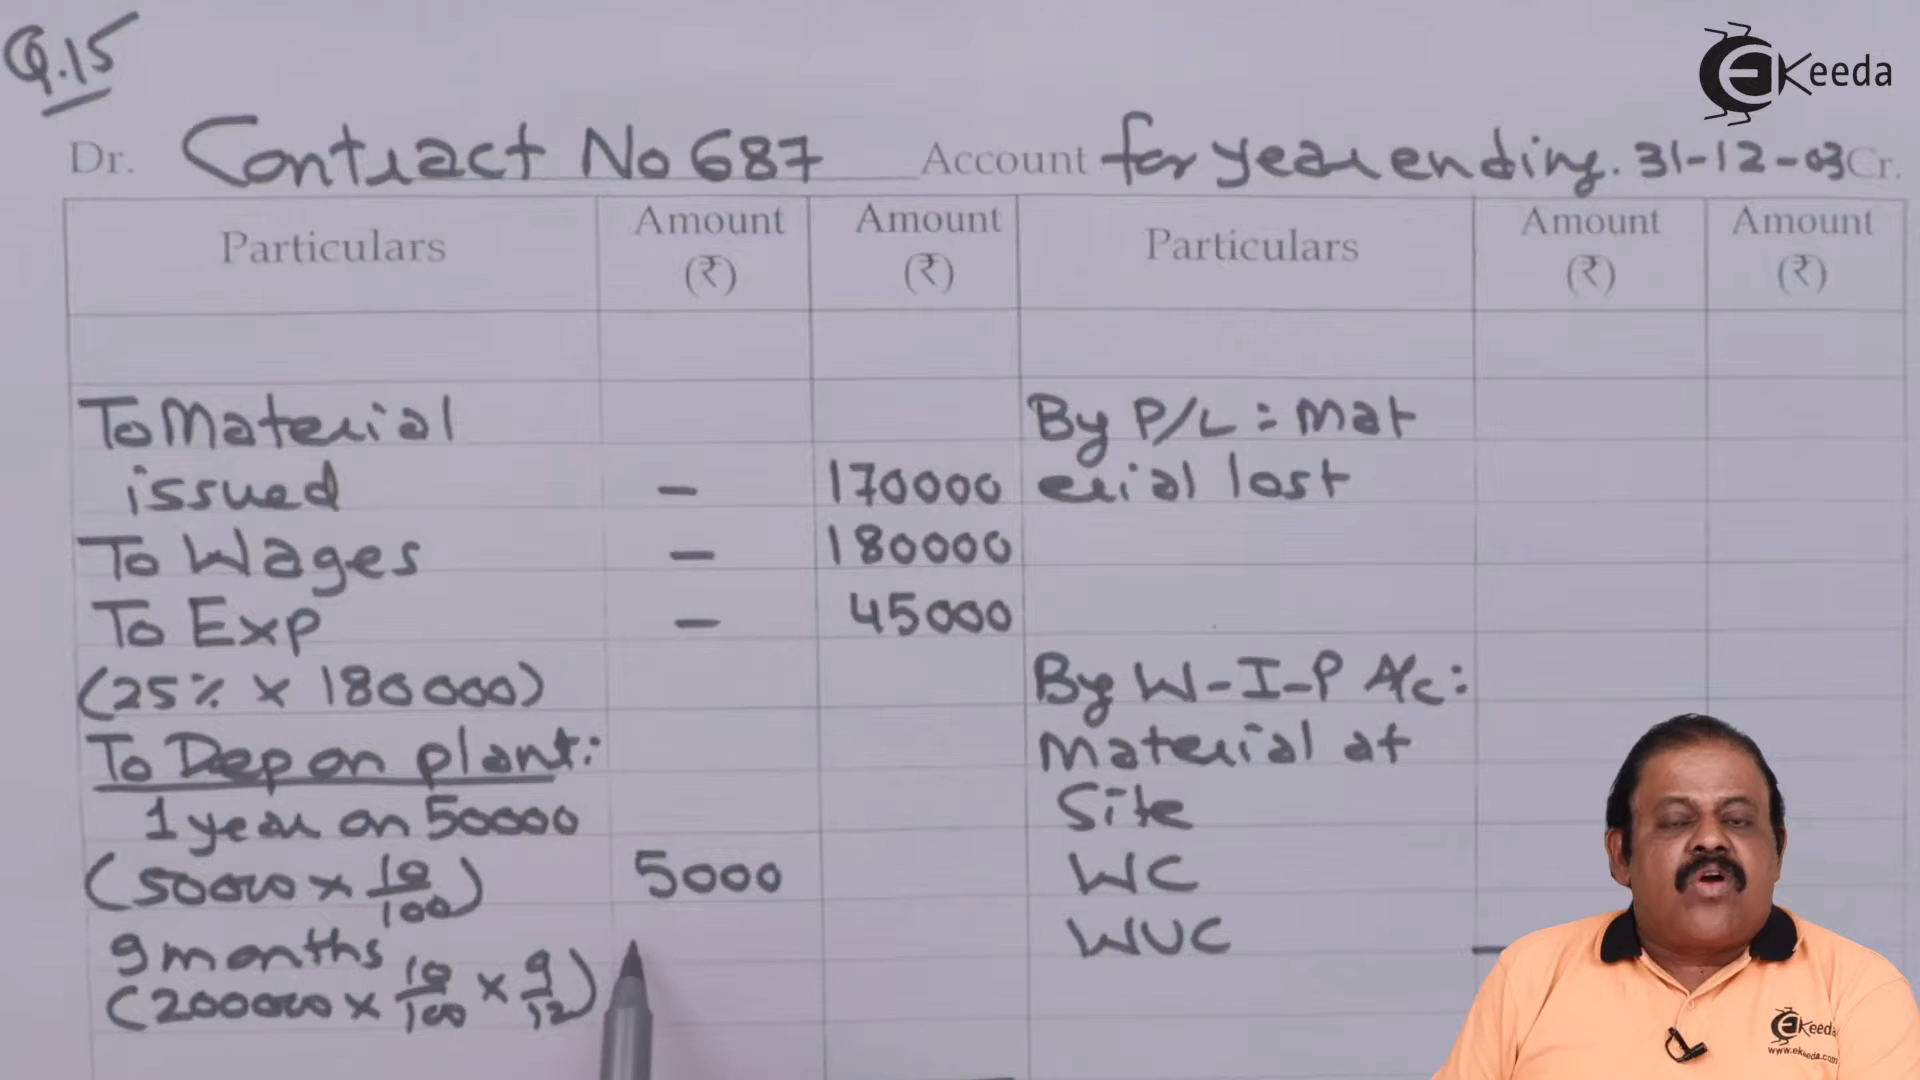 Q.15
EKeeda
Dr. Contract No 687 Account for year ending. 31-12-03 Cr.
Particulars Amount (₹) Amount (₹) Particulars Amount (₹) Amount (₹)
To Material By P/L = Mat
issued - 170000 erial lost
To Wages - 180000
To Exp - 45000
(25% x 180000) By W-I-P A/c:
To Dep on plant: Material at
1 year on 50000 Site
(50000 x 10/100) 5000 WC
9 months WUC -
(200000 x 10/100 x 9/12)
EKeeda
www.ekeeda.com